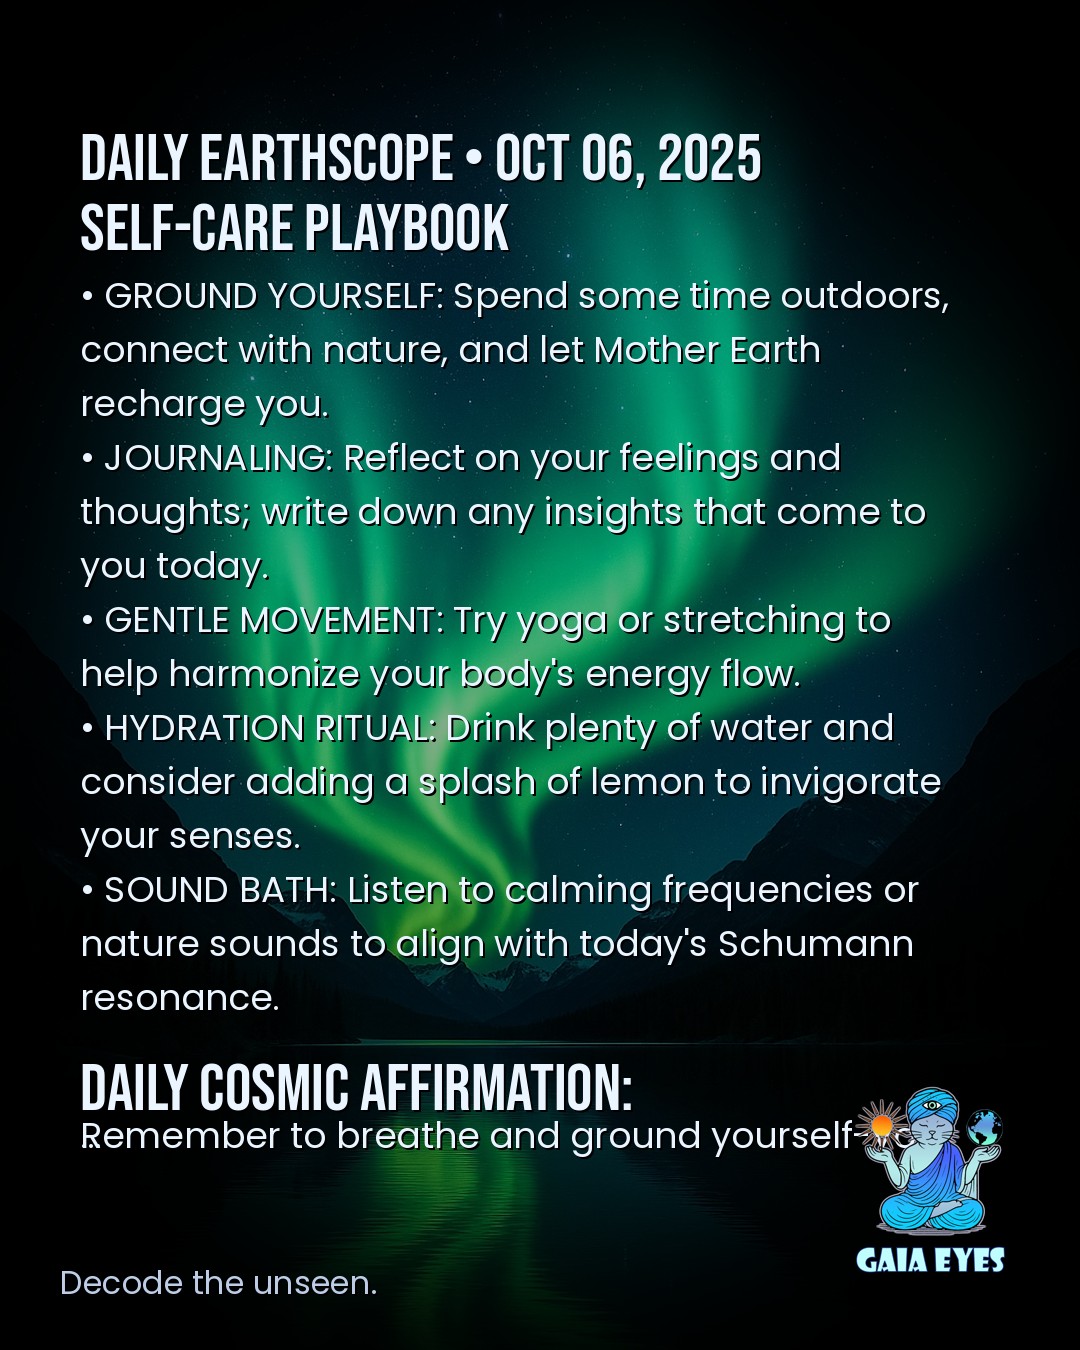 DAILY EARTHSCOPE • OCT 06, 2025
SELF-CARE PLAYBOOK
• GROUND YOURSELF: Spend some time outdoors,
connect with nature, and let Mother Earth
recharge you.
• JOURNALING: Reflect on your feelings and
thoughts; write down any insights that come to
you today.
• GENTLE MOVEMENT: Try yoga or stretching to
help harmonize your body's energy flow.
• HYDRATION RITUAL: Drink plenty of water and
consider adding a splash of lemon to invigorate
your senses.
• SOUND BATH: Listen to calming frequencies or
nature sounds to align with today's Schumann
resonance.
DAILY COSMIC AFFIRMATION:
Remember to breathe and ground yourself
GAIA EYES
Decode the unseen.